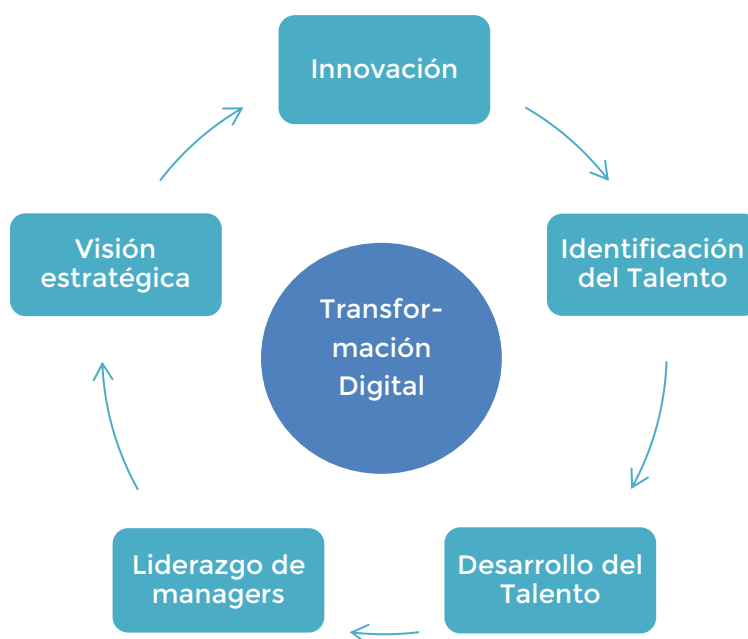 Innovación
Identificación
del Talento
Desarrollo del
Talento
Liderazgo de
managers
Visión
estratégica
Transfor-
mación
Digital